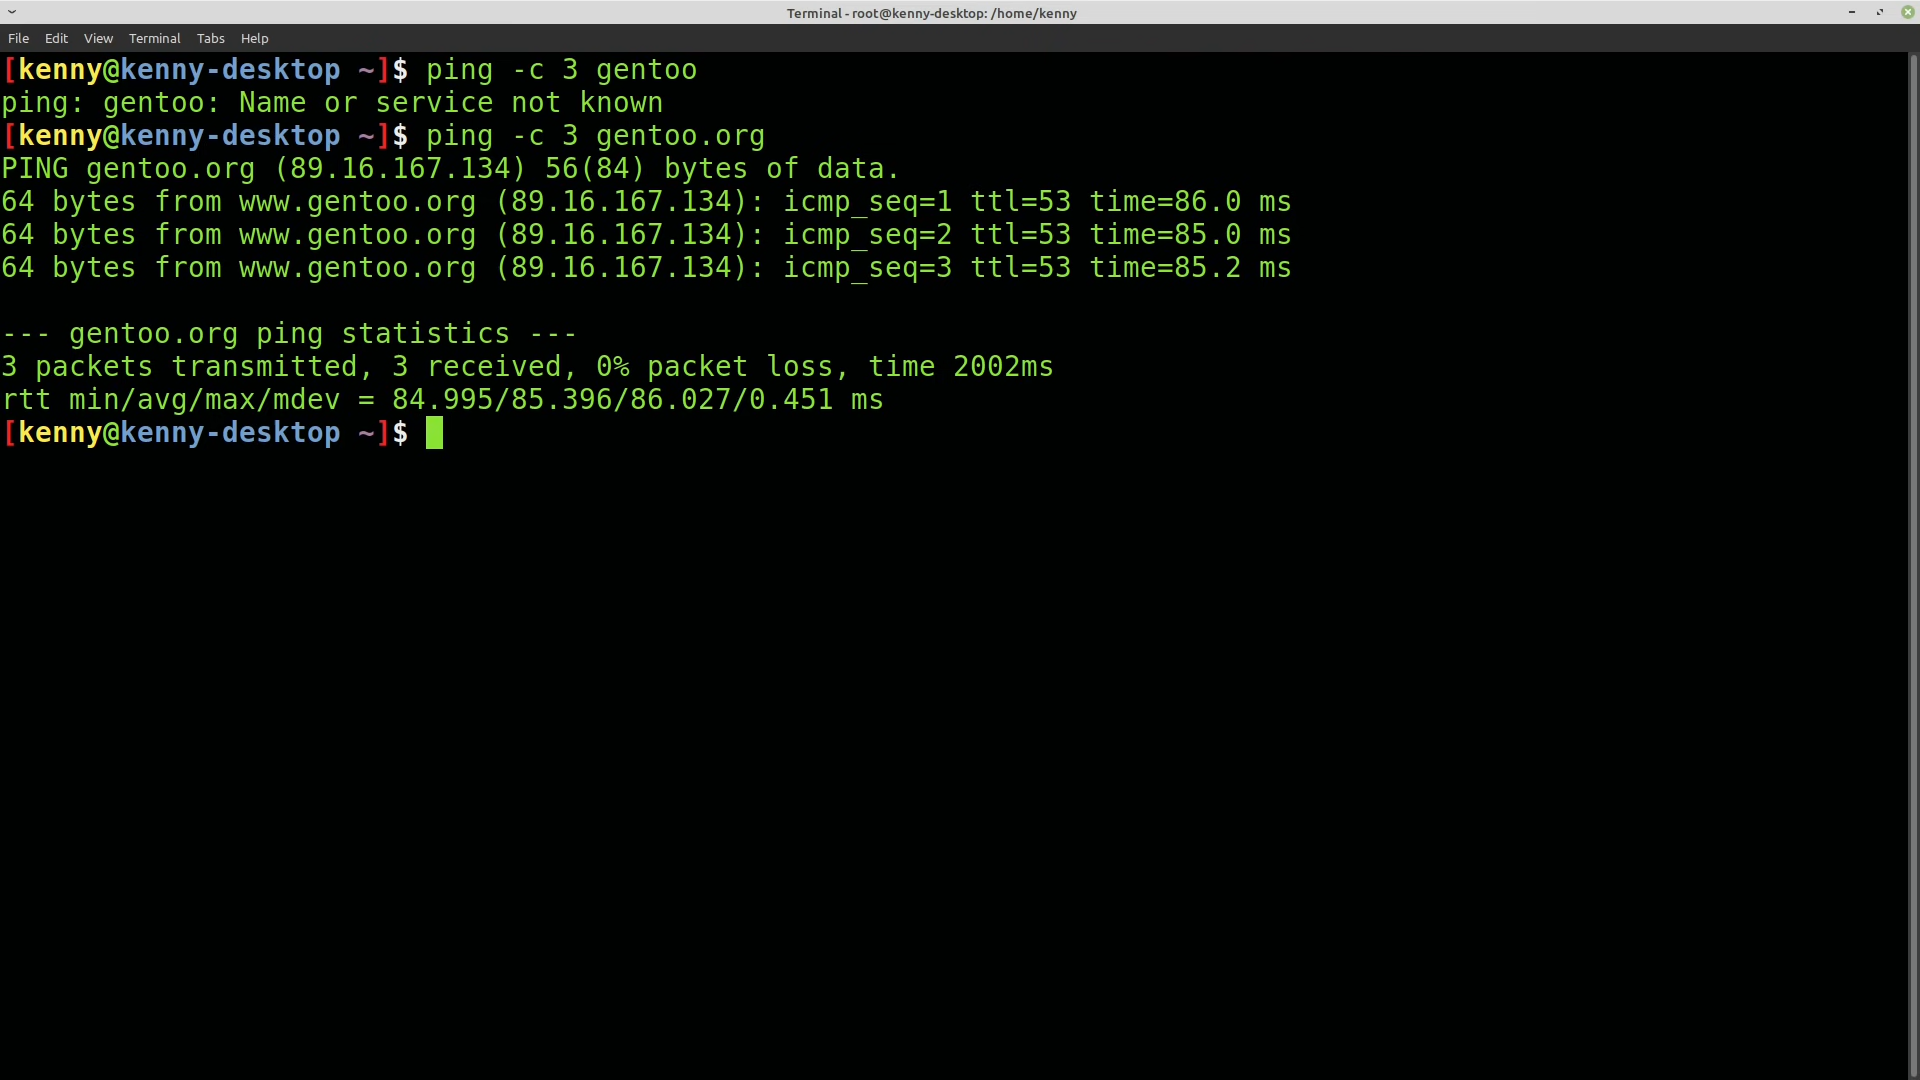 Terminal - root@kenny-desktop: /home/kenny
File Edit View Terminal Tabs Help
[kenny@kenny-desktop ~]$ ping -c 3 gentoo
ping: gentoo: Name or service not known
[kenny@kenny-desktop ~]$ ping -c 3 gentoo.org
PING gentoo.org (89.16.167.134) 56(84) bytes of data.
64 bytes from www.gentoo.org (89.16.167.134): icmp_seq=1 ttl=53 time=86.0 ms
64 bytes from www.gentoo.org (89.16.167.134): icmp_seq=2 ttl=53 time=85.0 ms
64 bytes from www.gentoo.org (89.16.167.134): icmp_seq=3 ttl=53 time=85.2 ms
--- gentoo.org ping statistics ---
3 packets transmitted, 3 received, 0% packet loss, time 2002ms
rtt min/avg/max/mdev = 84.995/85.396/86.027/0.451 ms
[kenny@kenny-desktop ~]$